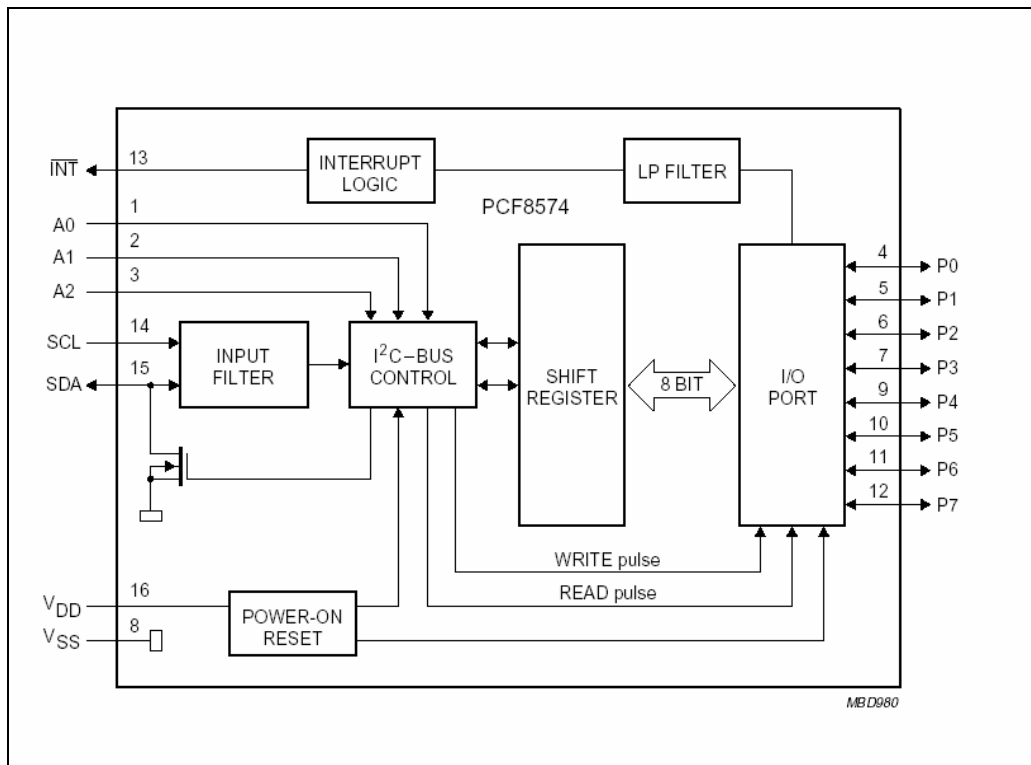 INT
13
INTERRUPT
LOGIC
LP FILTER
PCF8574
A0
1
A1
2
A2
3
SCL
14
SDA
15
INPUT
FILTER
I²C–BUS
CONTROL
SHIFT
REGISTER
8 BIT
I/O
PORT
4
P0
5
P1
6
P2
7
P3
9
P4
10
P5
11
P6
12
P7
WRITE pulse
READ pulse
VDD
16
VSS
8
POWER-ON
RESET
MBD980